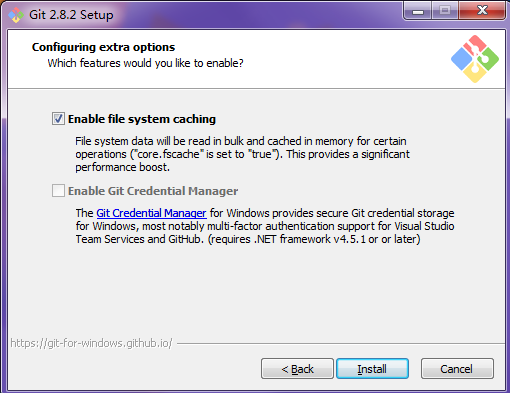 Git 2.8.2 Setup
Configuring extra options
Which features would you like to enable?
Enable file system caching
File system data will be read in bulk and cached in memory for certain
operations ("core.fscache" is set to "true"). This provides a significant
performance boost.
Enable Git Credential Manager
The Git Credential Manager for Windows provides secure Git credential storage
for Windows, most notably multi-factor authentication support for Visual Studio
Team Services and GitHub. (requires .NET framework v4.5.1 or or later)
https://git-for-windows.github.io/
< Back
Install
Cancel